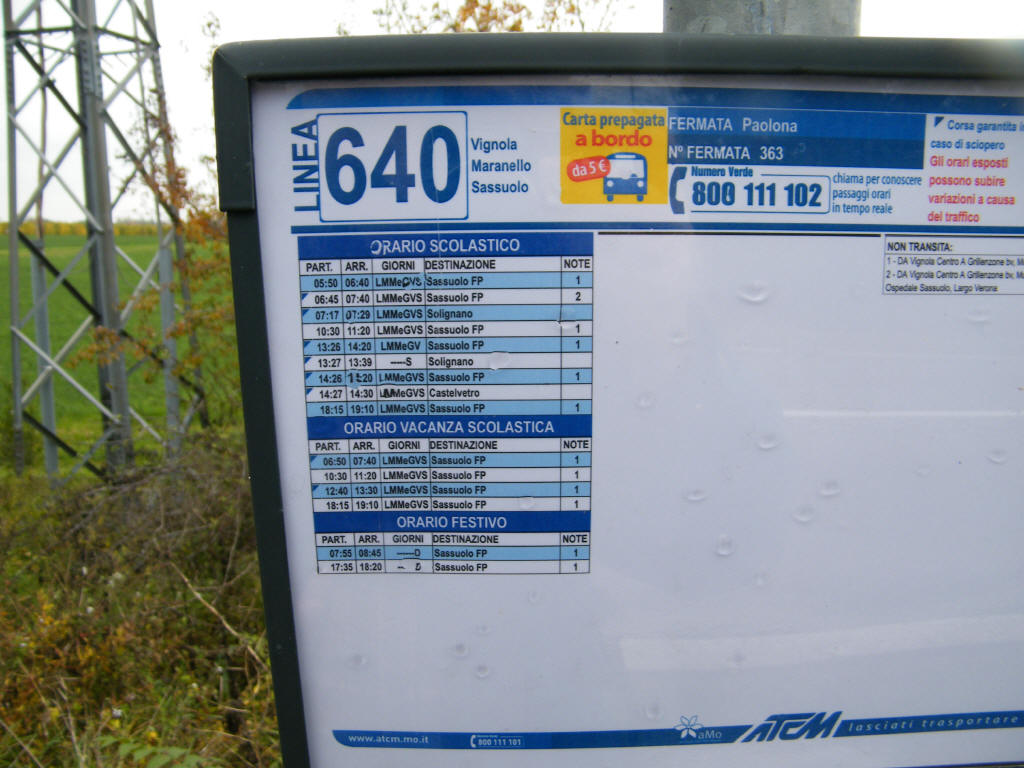 LINEA 640
Vignola
Maranello
Sassuolo
Carta prepagata
a bordo
da 5 €
FERMATA Paolona
N° FERMATA 363
Numero Verde
800 111 102
chiama per conoscere
passaggi orari
in tempo reale
Corsa garantita
caso di sciopero
Gli orari esposti
possono subire
variazioni a causa
del traffico
ORARIO SCOLASTICO
PART. ARR. GIORNI DESTINAZIONE NOTE
05:50 06:40 LMMeGVS Sassuolo FP 1
06:45 07:40 LMMeGVS Sassuolo FP 2
07:17 07:29 LMMeGVS Solignano
10:30 11:20 LMMeGVS Sassuolo FP 1
13:26 14:20 LMMeGV Sassuolo FP 1
13:27 13:39 -----S Solignano
14:26 LMMeGVS Sassuolo FP 1
14:27 14:30 LMMeGVS Castelvetro
18:15 19:10 LMMeGVS Sassuolo FP 1
ORARIO VACANZA SCOLASTICA
PART. ARR. GIORNI DESTINAZIONE NOTE
06:50 07:40 LMMeGVS Sassuolo FP 1
10:30 11:20 LMMeGVS Sassuolo FP 1
12:40 13:30 LMMeGVS Sassuolo FP 1
18:15 19:10 LMMeGVS Sassuolo FP 1
ORARIO FESTIVO
PART. ARR. GIORNI DESTINAZIONE NOTE
07:55 08:45 ------D Sassuolo FP 1
17:35 18:20 -- D Sassuolo FP 1
NON TRANSITA:
1 - DA Vignola Centro A Grillenzone bv,
2 - DA Vignola Centro A Grillenzone bv,
Ospedale Sassuolo, Largo Verona
www.atcm.mo.it
800 111 101
aMo
ATCM
lasciati trasportare